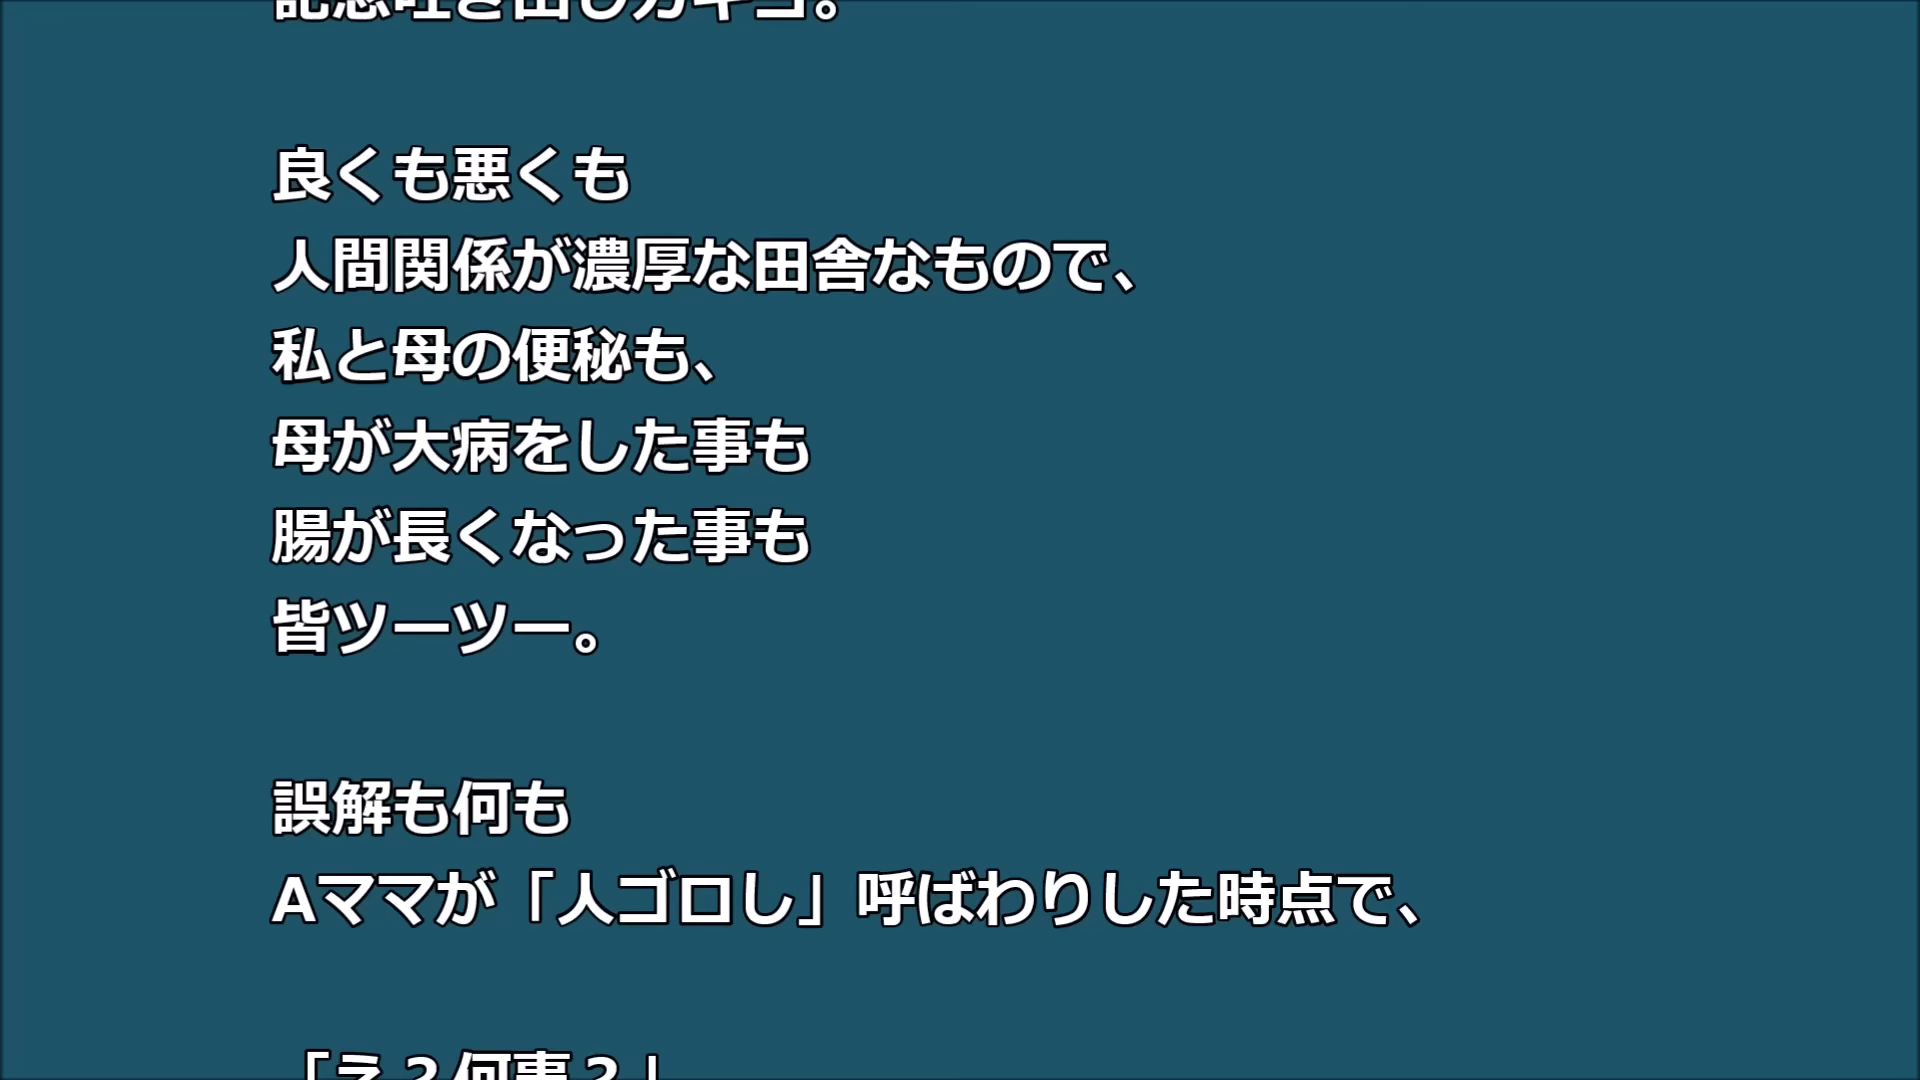 良くも悪くも
人間関係が濃厚な田舎なもので、
私と母の便秘も、
母が大病をした事も
腸が長くなった事も
皆ツーツー。
誤解も何も
Aママが「人ゴロし」呼ばわりした時点で、
「え？何事？」